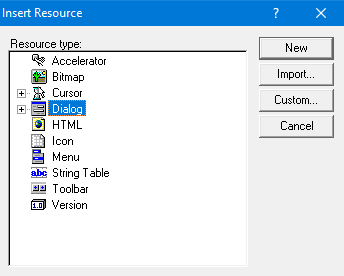 Insert Resource
Resource type:
Accelerator
Bitmap
Cursor
Dialog
HTML
Icon
Menu
abc String Table
Toolbar
1.0 Version
New
Import...
Custom...
Cancel